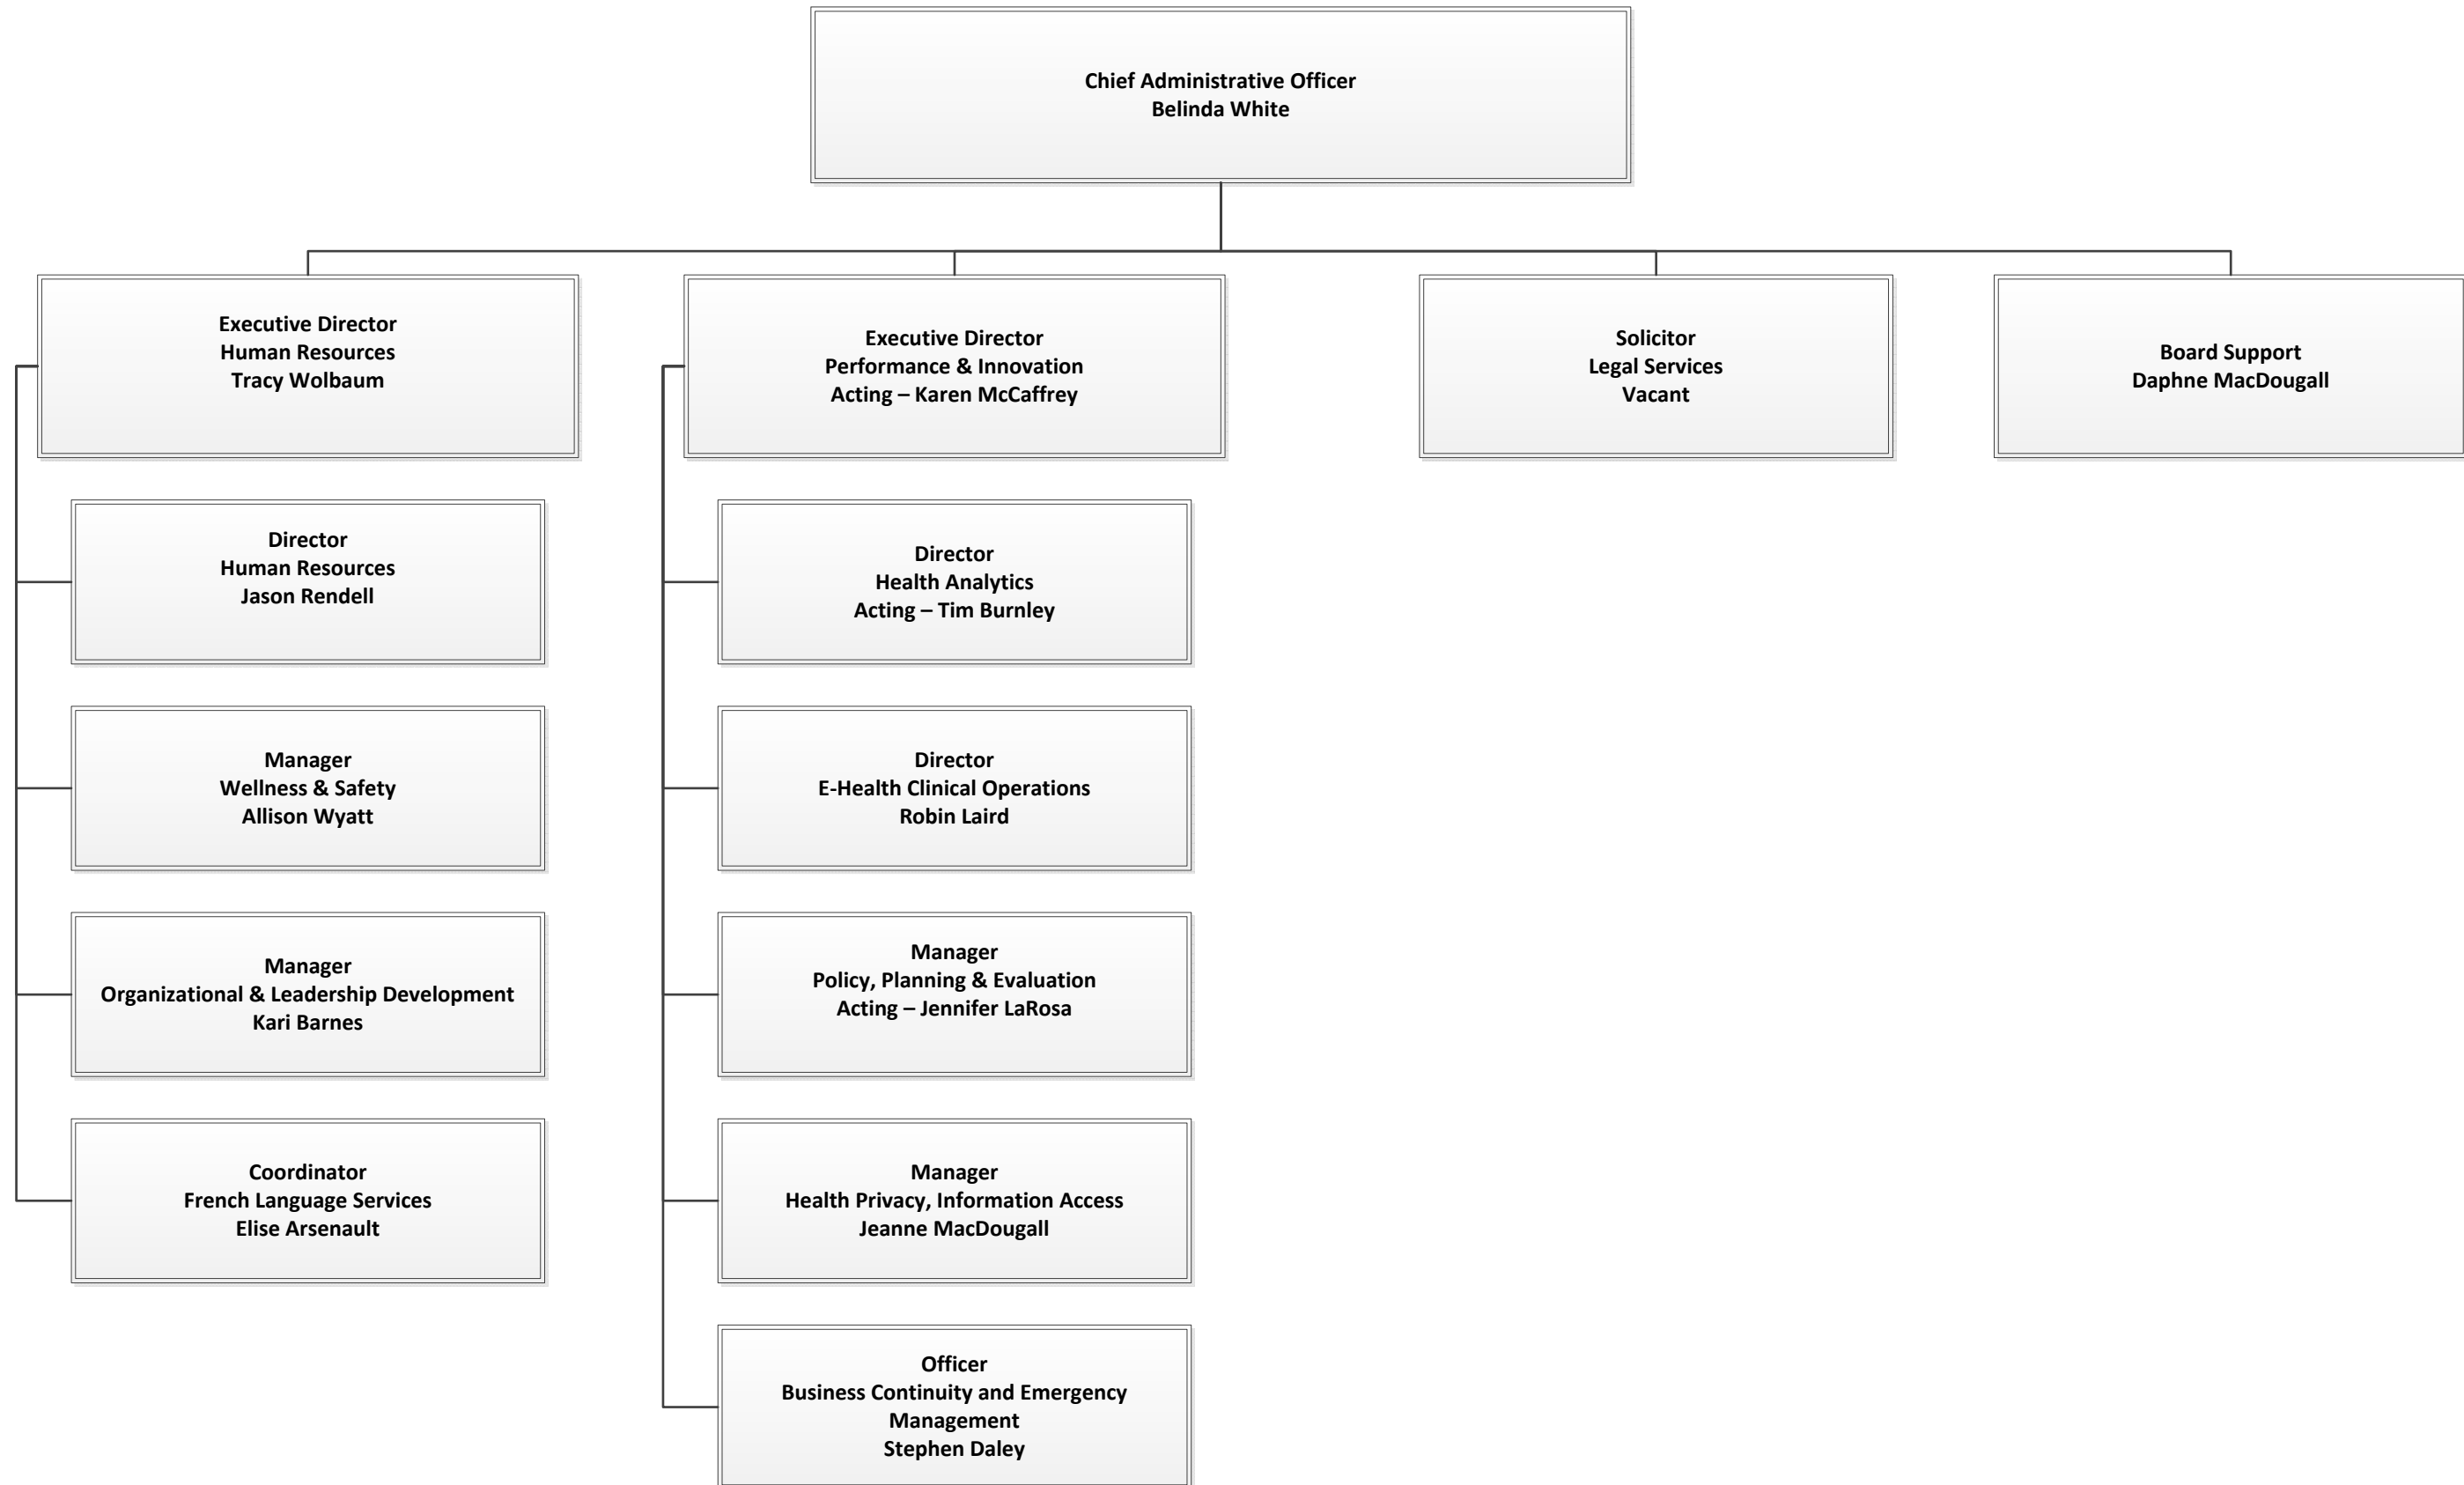 Chief Administrative Officer
Belinda White
Executive Director
Human Resources
Tracy Wolbaum
Executive Director
Performance & Innovation
Acting – Karen McCaffrey
Solicitor
Legal Services
Vacant
Board Support
Daphne MacDougall
Director
Human Resources
Jason Rendell
Director
Health Analytics
Acting – Tim Burnley
Manager
Wellness & Safety
Allison Wyatt
Director
E-Health Clinical Operations
Robin Laird
Manager
Organizational & Leadership Development
Kari Barnes
Manager
Policy, Planning & Evaluation
Acting – Jennifer LaRosa
Coordinator
French Language Services
Elise Arsenault
Manager
Health Privacy, Information Access
Jeanne MacDougall
Officer
Business Continuity and Emergency
Management
Stephen Daley